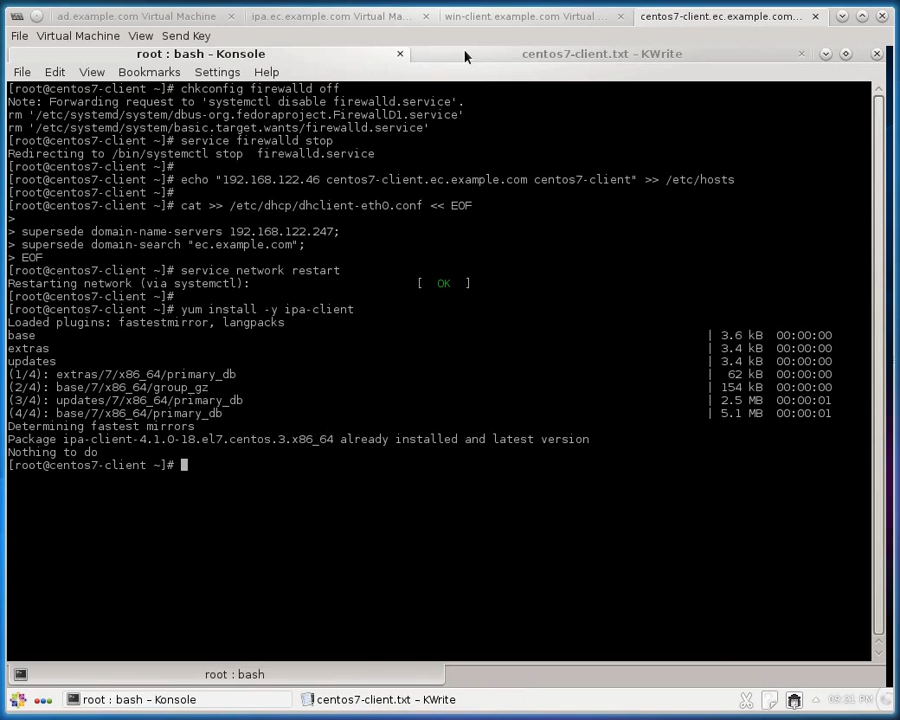 ad.example.com Virtual Machine
ipa.ec.example.com Virtual Ma...
win-client.example.com Virtual ...
centos7-client.ec.example.com...
File Virtual Machine View Send Key
root : bash – Konsole
centos7-client.txt – KWrite
File Edit View Bookmarks Settings Help
[root@centos7-client ~]# chkconfig firewalld off
Note: Forwarding request to 'systemctl disable firewalld.service'.
rm '/etc/systemd/system/dbus-org.fedoraproject.FirewallD1.service'
rm '/etc/systemd/system/basic.target.wants/firewalld.service'
[root@centos7-client ~]# service firewalld stop
Redirecting to /bin/systemctl stop  firewalld.service
[root@centos7-client ~]#
[root@centos7-client ~]# echo "192.168.122.46 centos7-client.ec.example.com centos7-client" >> /etc/hosts
[root@centos7-client ~]#
[root@centos7-client ~]# cat >> /etc/dhcp/dhclient-eth0.conf << EOF
>
> supersede domain-name-servers 192.168.122.247;
> supersede domain-search "ec.example.com";
> EOF
[root@centos7-client ~]# service network restart
Restarting network (via systemctl): [ OK ]
[root@centos7-client ~]#
[root@centos7-client ~]# yum install -y ipa-client
Loaded plugins: fastestmirror, langpacks
base | 3.6 kB 00:00:00
extras | 3.4 kB 00:00:00
updates | 3.4 kB 00:00:00
(1/4): extras/7/x86_64/primary_db | 62 kB 00:00:00
(2/4): base/7/x86_64/group_gz | 154 kB 00:00:00
(3/4): updates/7/x86_64/primary_db | 2.5 MB 00:00:01
(4/4): base/7/x86_64/primary_db | 5.1 MB 00:00:01
Determining fastest mirrors
Package ipa-client-4.1.0-18.el7.centos.3.x86_64 already installed and latest version
Nothing to do
[root@centos7-client ~]#
root : bash
root : bash – Konsole
centos7-client.txt – KWrite
09:21 PM